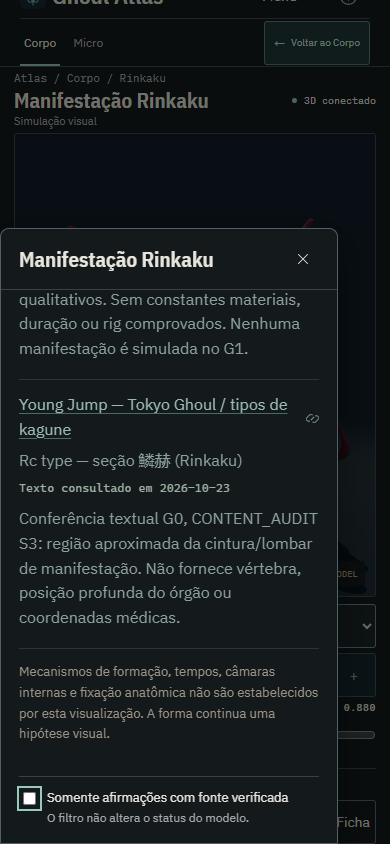 Ghoul Atlas
Corpo Micro ← Voltar ao Corpo
Atlas / Corpo / Rinkaku
Manifestação Rinkaku
3D conectado
Simulação visual
Manifestação Rinkaku
qualitativos. Sem constantes materiais,
duração ou rig comprovados. Nenhuma
manifestação é simulada no G1.
Young Jump — Tokyo Ghoul / tipos de
kagune
Rc type — seção 鱗赫 (Rinkaku)
Texto consultado em 2026-10-23
Conferência textual G0, CONTENT_AUDIT
S3: região aproximada da cintura/lombar
de manifestação. Não fornece vértebra,
posição profunda do órgão ou
coordenadas médicas.
Mecanismos de formação, tempos, câmaras
internas e fixação anatômica não são estabelecidos
por esta visualização. A forma continua uma
hipótese visual.
Somente afirmações com fonte verificada
O filtro não altera o status do modelo.
ODEL
+
0.880
Ficha